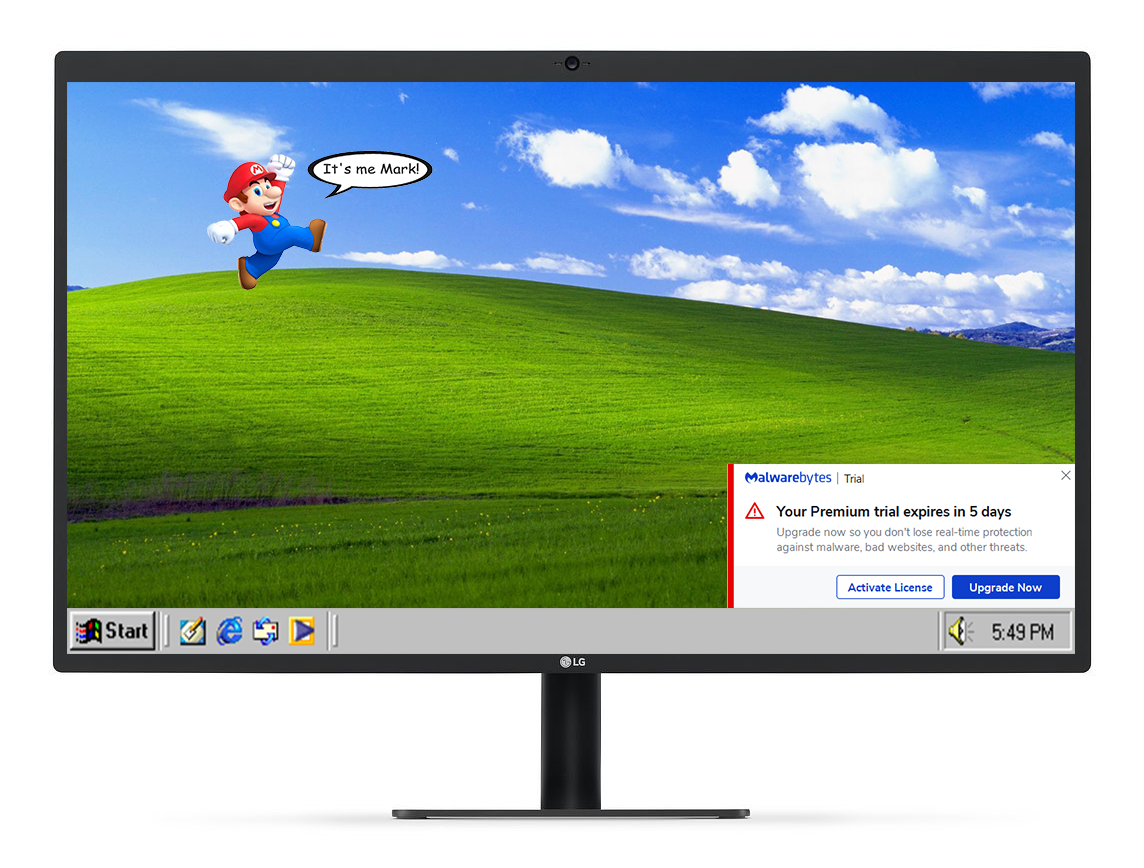 It's me Mark!
Malwarebytes | Trial
Your Premium trial expires in 5 days
Upgrade now so you don't lose real-time protection
against malware, bad websites, and other threats.
Activate License
Upgrade Now
Start
5:49 PM
LG